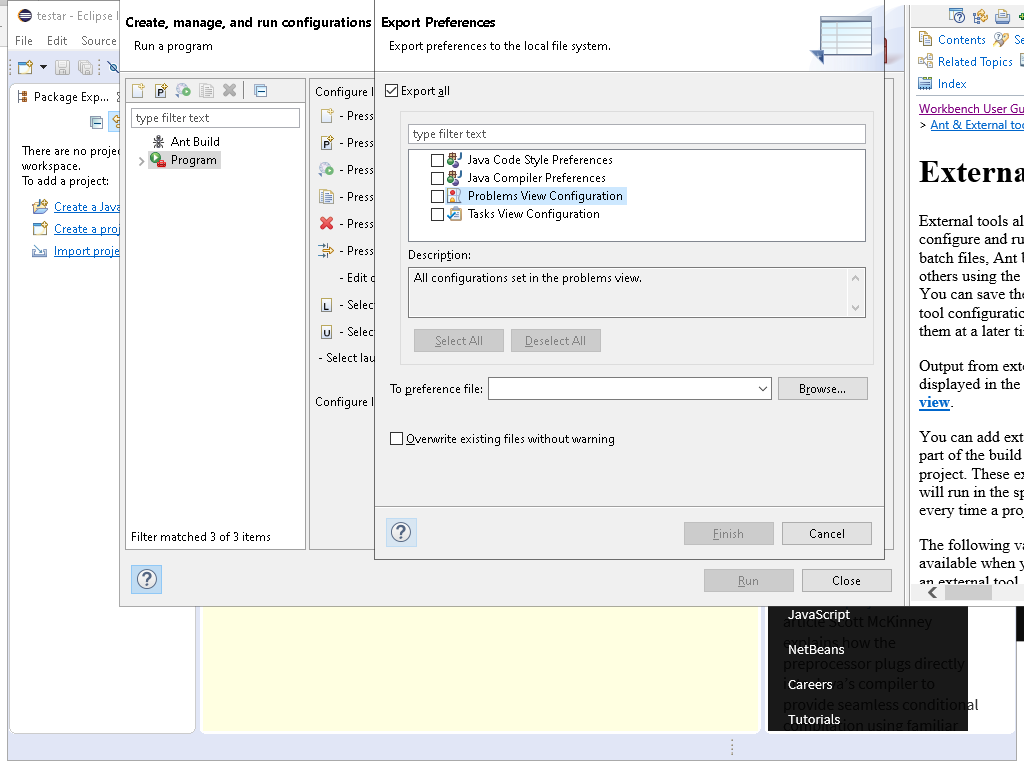 testar - Eclipse I
File Edit Source
Package Exp...
There are no projec
workspace.
To add a project:
Create a Java
Create a proj
Import proje
Create, manage, and run configurations
Run a program
type filter text
Ant Build
Program
Filter matched 3 of 3 items
Configure l
- Press
- Press
- Press
- Press
- Press
- Press
- Edit o
- Selec
- Selec
- Select lau
Configure l
Run
Close
Export Preferences
Export preferences to the local file system.
Export all
type filter text
Java Code Style Preferences
Java Compiler Preferences
Problems View Configuration
Tasks View Configuration
Description:
All configurations set in the problems view.
Select All
Deselect All
To preference file:
Browse...
Overwrite existing files without warning
Finish
Cancel
Contents Se
Related Topics
Index
Workbench User Gu
> Ant & External too
Externa
External tools al
configure and ru
batch files, Ant b
others using the
You can save the
tool configuratio
them at a later ti
Output from exte
displayed in the
view.
You can add ext
part of the build
project. These ex
will run in the sp
every time a proj
The following va
available when y
an external tool
JavaScript
article Scott McKinney
explains how the
NetBeans
preprocessor plugs directly
Careers
's compiler to
provide seamless conditional
Tutorials
compilation using familiar